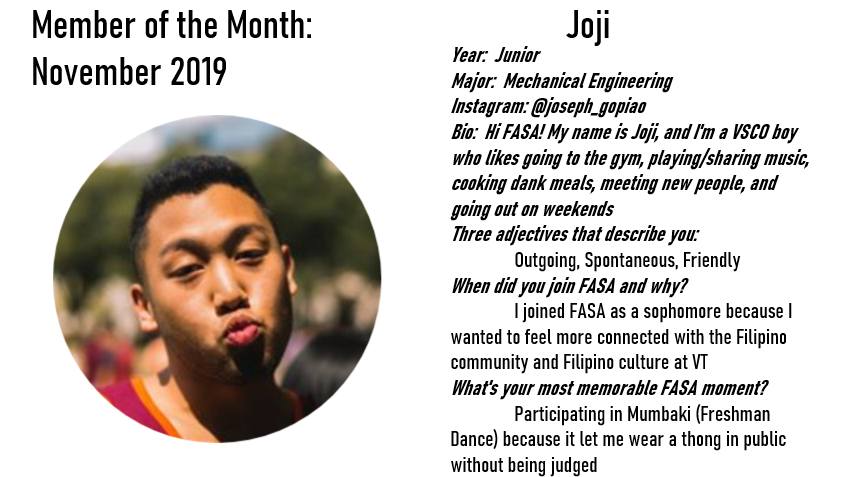 Member of the Month:
November 2019
Joji
Year: Junior
Major: Mechanical Engineering
Instagram: @joseph_gopiao
Bio: Hi FASA! My name is Joji, and I'm a VSCO boy
who likes going to the gym, playing/sharing music,
cooking dank meals, meeting new people, and
going out on weekends
Three adjectives that describe you:
Outgoing, Spontaneous, Friendly
When did you join FASA and why?
I joined FASA as a sophomore because I
wanted to feel more connected with the Filipino
community and Filipino culture at VT
What's your most memorable FASA moment?
Participating in Mumbaki (Freshman
Dance) because it let me wear a thong in public
without being judged